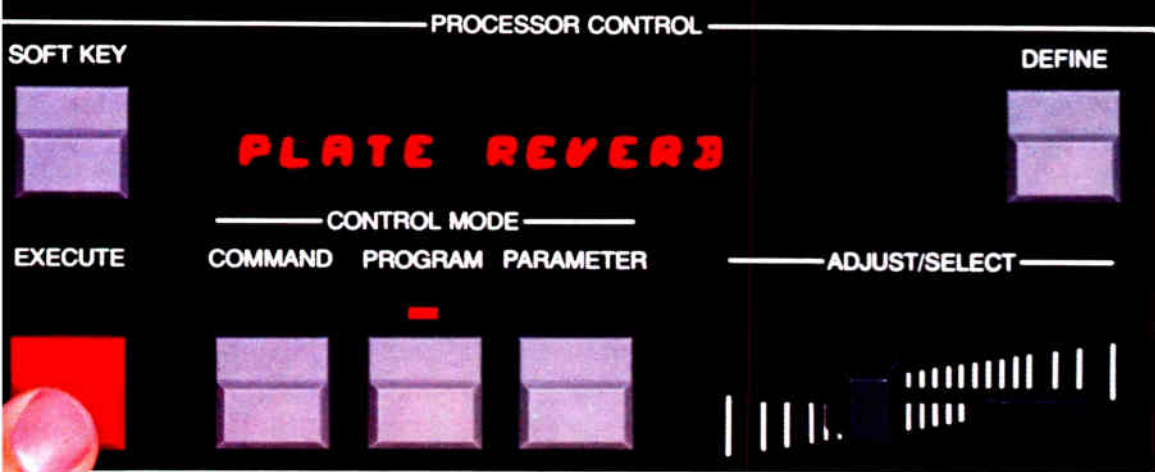 PROCESSOR CONTROL
SOFT KEY
DEFINE
PLATE REVERB
CONTROL MODE
EXECUTE
COMMAND
PROGRAM
PARAMETER
ADJUST/SELECT